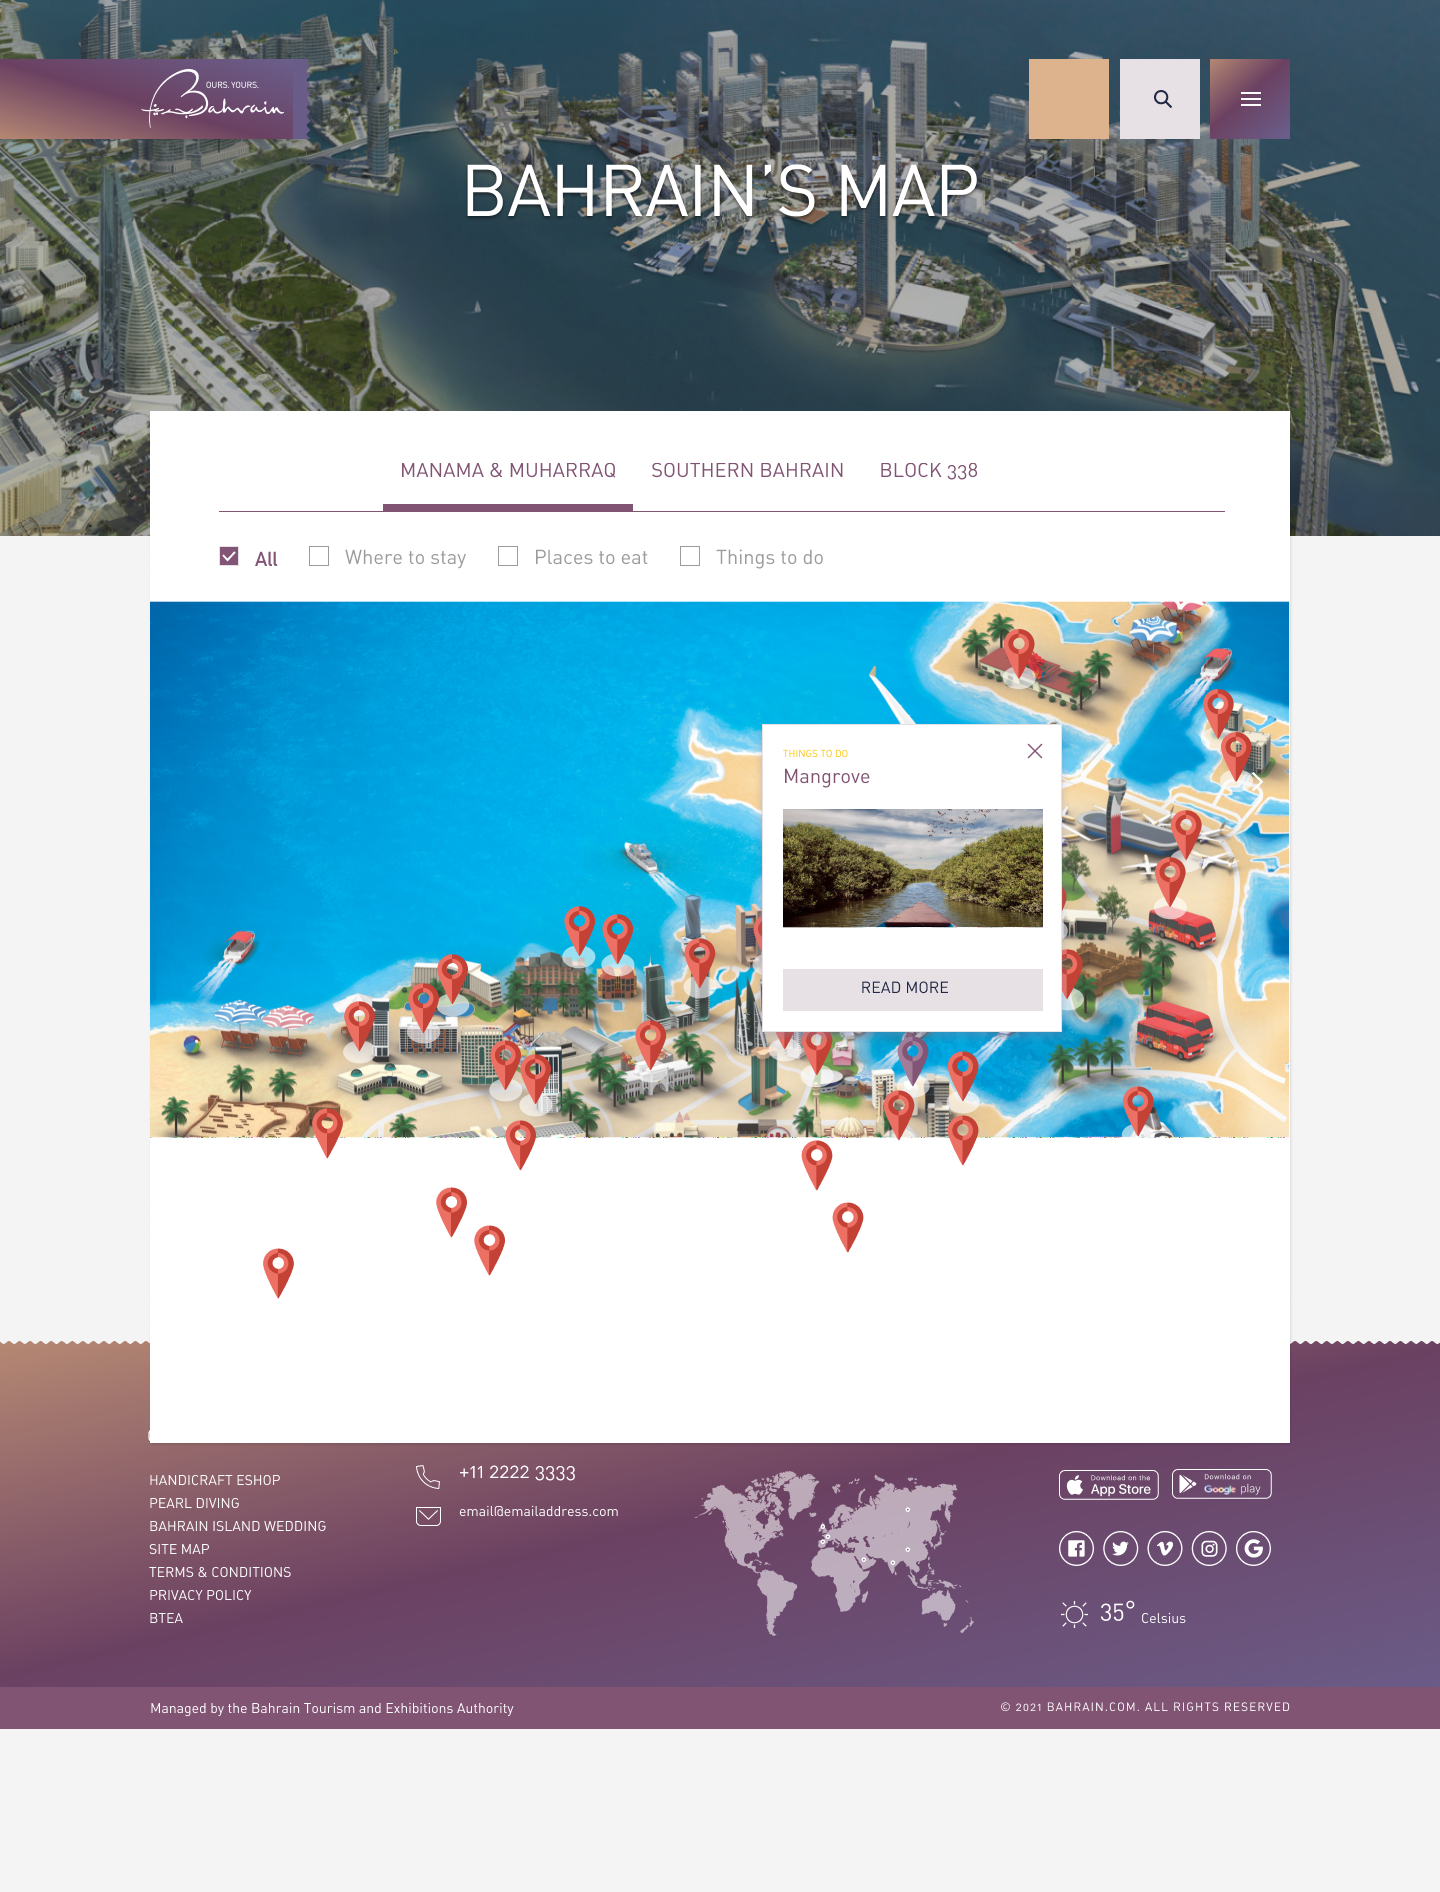 OURS. YOURS.
Bahrain
BAHRAIN’S MAP
MANAMA & MUHARRAQ
SOUTHERN BAHRAIN
BLOCK 338
All
Where to stay
Places to eat
Things to do
THINGS TO DO
Mangrove
READ MORE
HANDICRAFT ESHOP
PEARL DIVING
BAHRAIN ISLAND WEDDING
SITE MAP
TERMS & CONDITIONS
PRIVACY POLICY
BTEA
+11 2222 3333
email@emailaddress.com
Download on the
App Store
Download on
Google play
35° Celsius
Managed by the Bahrain Tourism and Exhibitions Authority
© 2021 BAHRAIN.COM. ALL RIGHTS RESERVED